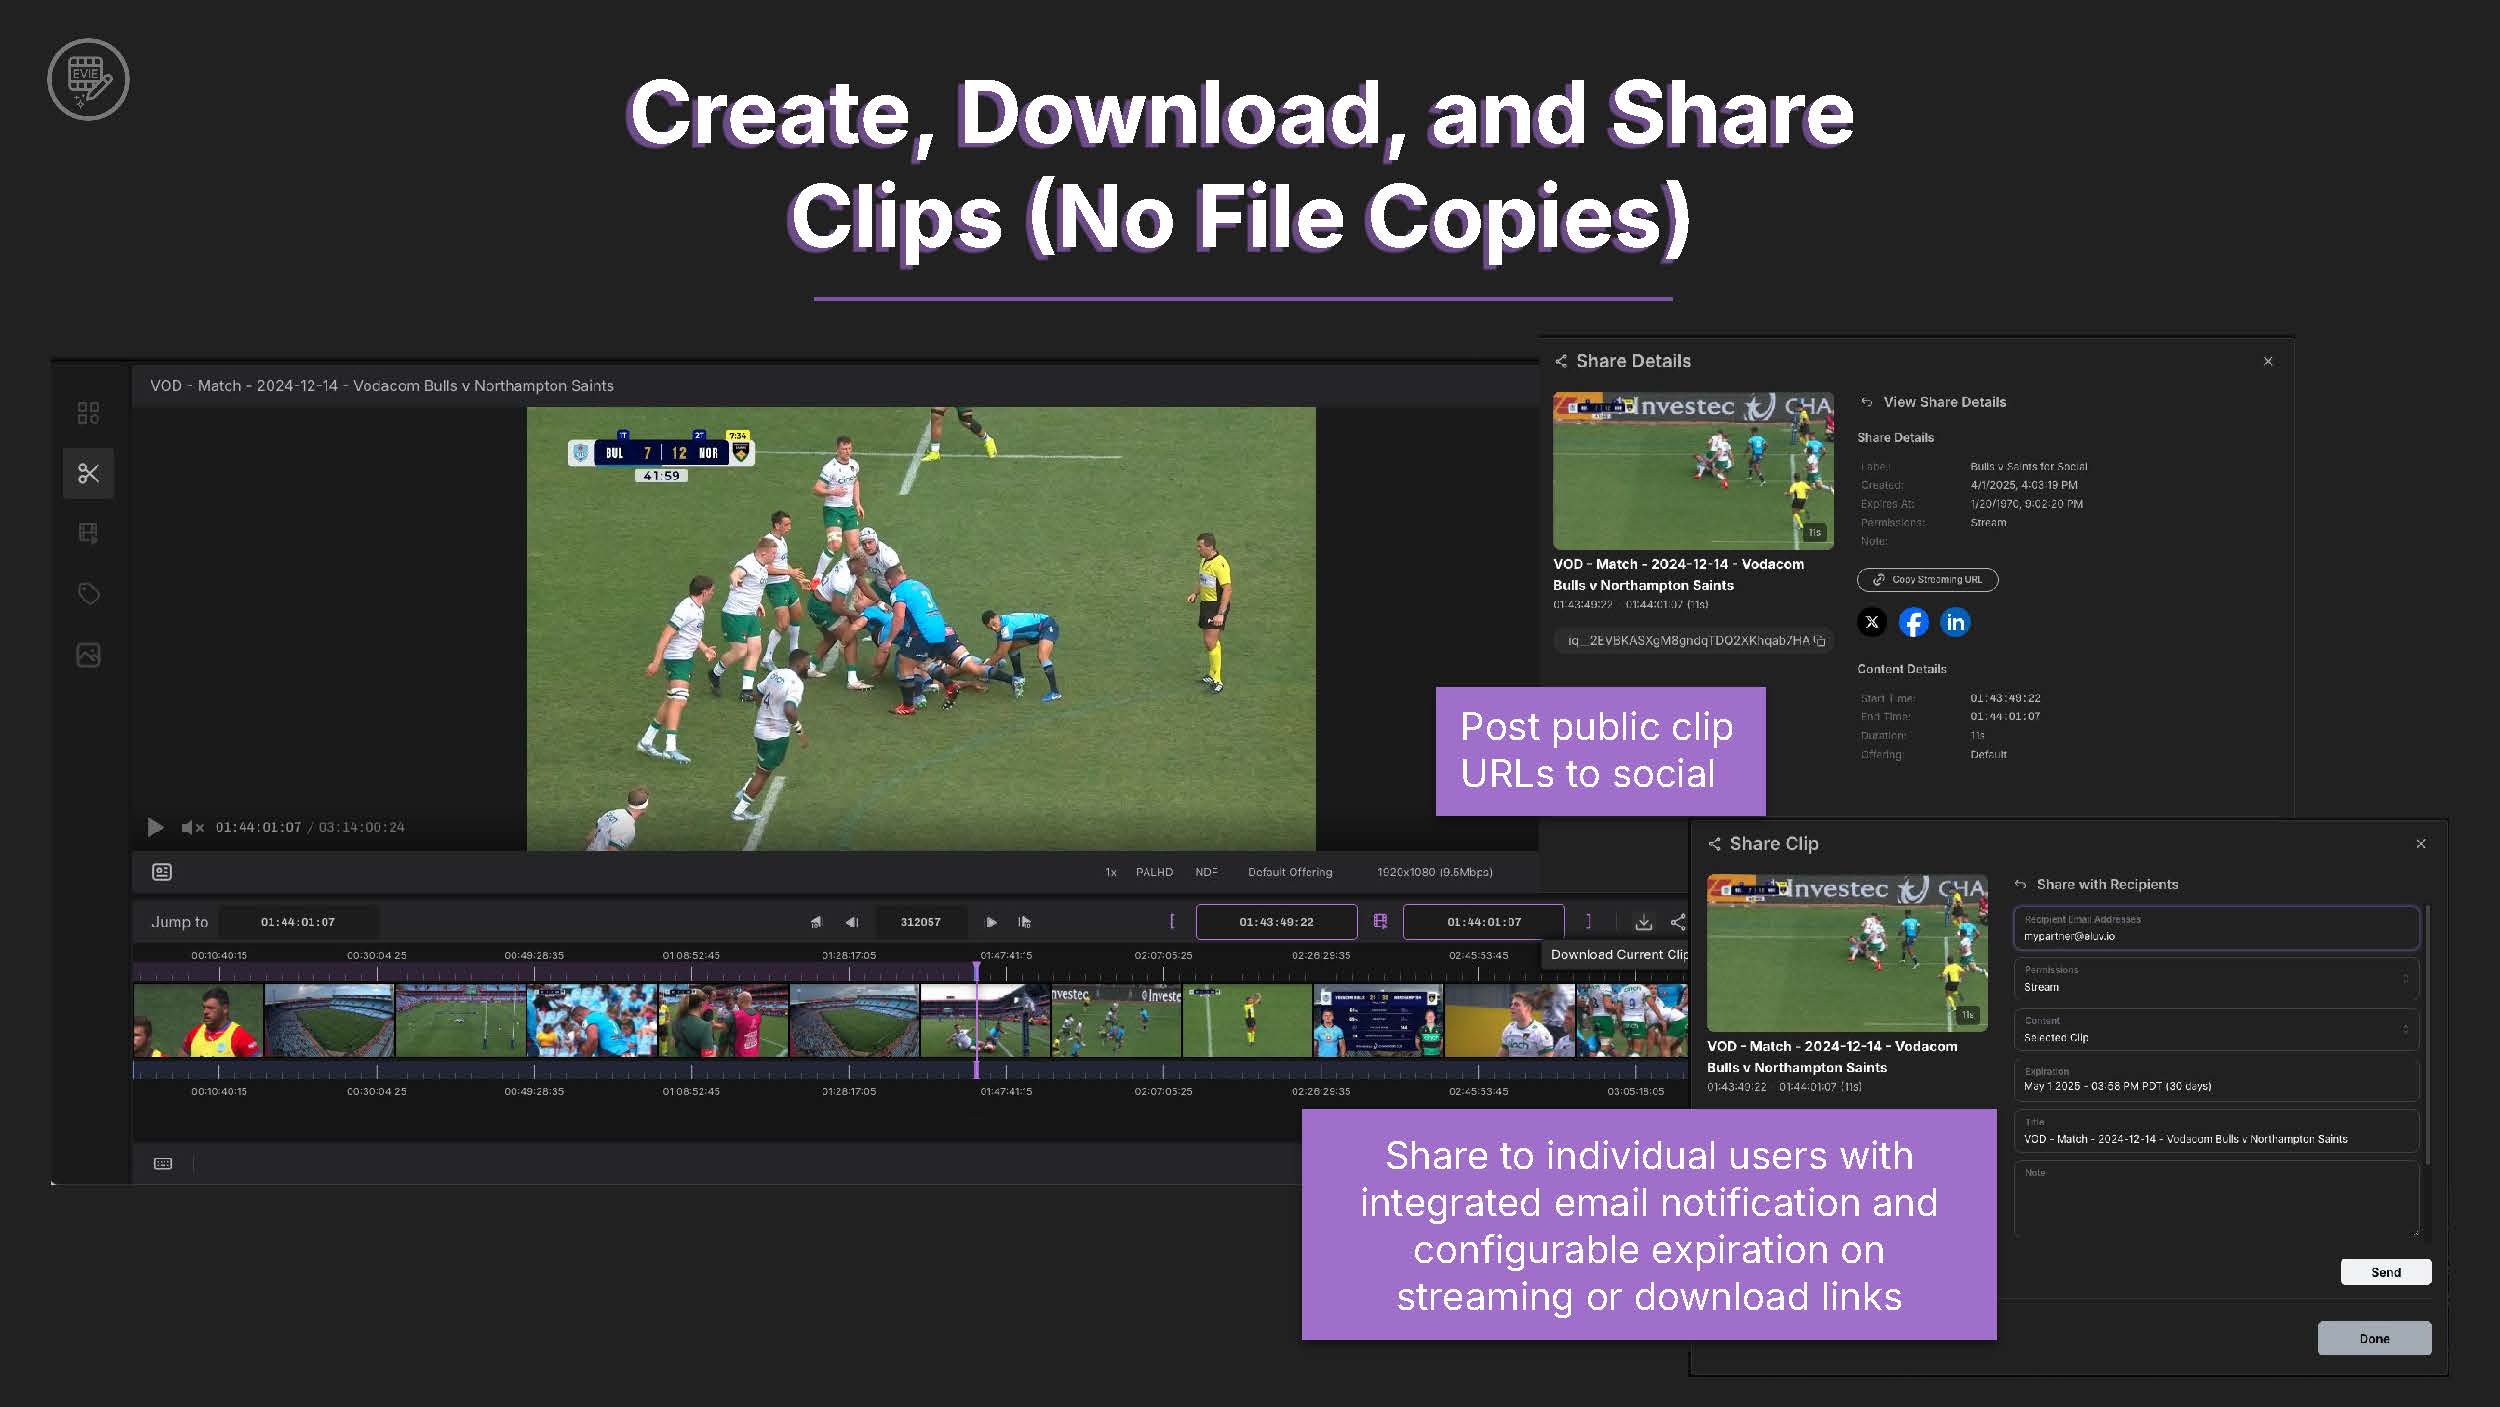 EVIE
Create, Download, and Share
Clips (No File Copies)
VOD - Match - 2024-12-14 - Vodacom Bulls v Northampton Saints
1T 2T 7:34
BUL 7 12 NOR
41:59
01:44:01:07 / 03:14:00:24
1x PALHD NDF Default Offering 1920x1080 (9.5Mbps)
Jump to 01:44:01:07 312057 [ 01:43:49:22 01:44:01:07 ]
Download Current Clip
00:10:40:15 00:30:04:25 00:49:28:35 01:08:52:45 01:28:17:05 01:47:41:15 02:07:05:25 02:26:29:35 02:45:53:45
00:10:40:15 00:30:04:25 00:49:28:35 01:08:52:45 01:28:17:05 01:47:41:15 02:07:05:25 02:26:29:35 02:45:53:45 03:05:18:05
Share Details
Investec CHA
11s
VOD - Match - 2024-12-14 - Vodacom
Bulls v Northampton Saints
01:43:49:22 - 01:44:01:07 (11s)
iq__2EVBKASXgM8gndqTDQ2XKhqab7HA
View Share Details
Share Details
Label: Bulls v Saints for Social
Created: 4/1/2025, 4:03:19 PM
Expires At: 1/20/1970, 9:02:20 PM
Permissions: Stream
Note:
Copy Streaming URL
X f in
Content Details
Start Time: 01:43:49:22
End Time: 01:44:01:07
Duration: 11s
Offering: Default
Post public clip
URLs to social
Share Clip
Investec CHA
11s
VOD - Match - 2024-12-14 - Vodacom
Bulls v Northampton Saints
01:43:49:22 - 01:44:01:07 (11s)
Share with Recipients
Recipient Email Addresses
mypartner@eluv.io
Permissions
Stream
Content
Selected Clip
Expiration
May 1 2025 - 03:58 PM PDT (30 days)
Title
VOD - Match - 2024-12-14 - Vodacom Bulls v Northampton Saints
Note
Send
Done
Share to individual users with
integrated email notification and
configurable expiration on
streaming or download links